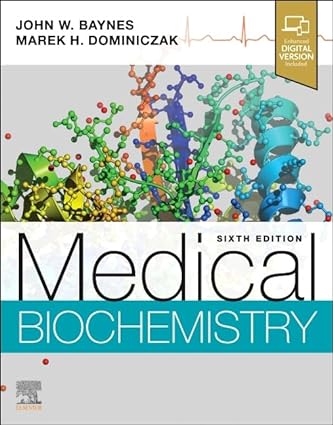 JOHN W. BAYNES
MAREK H. DOMINICZAK
Enhanced
DIGITAL
VERSION
Included
SIXTH EDITION
Medical
BIOCHEMISTRY
ELSEVIER